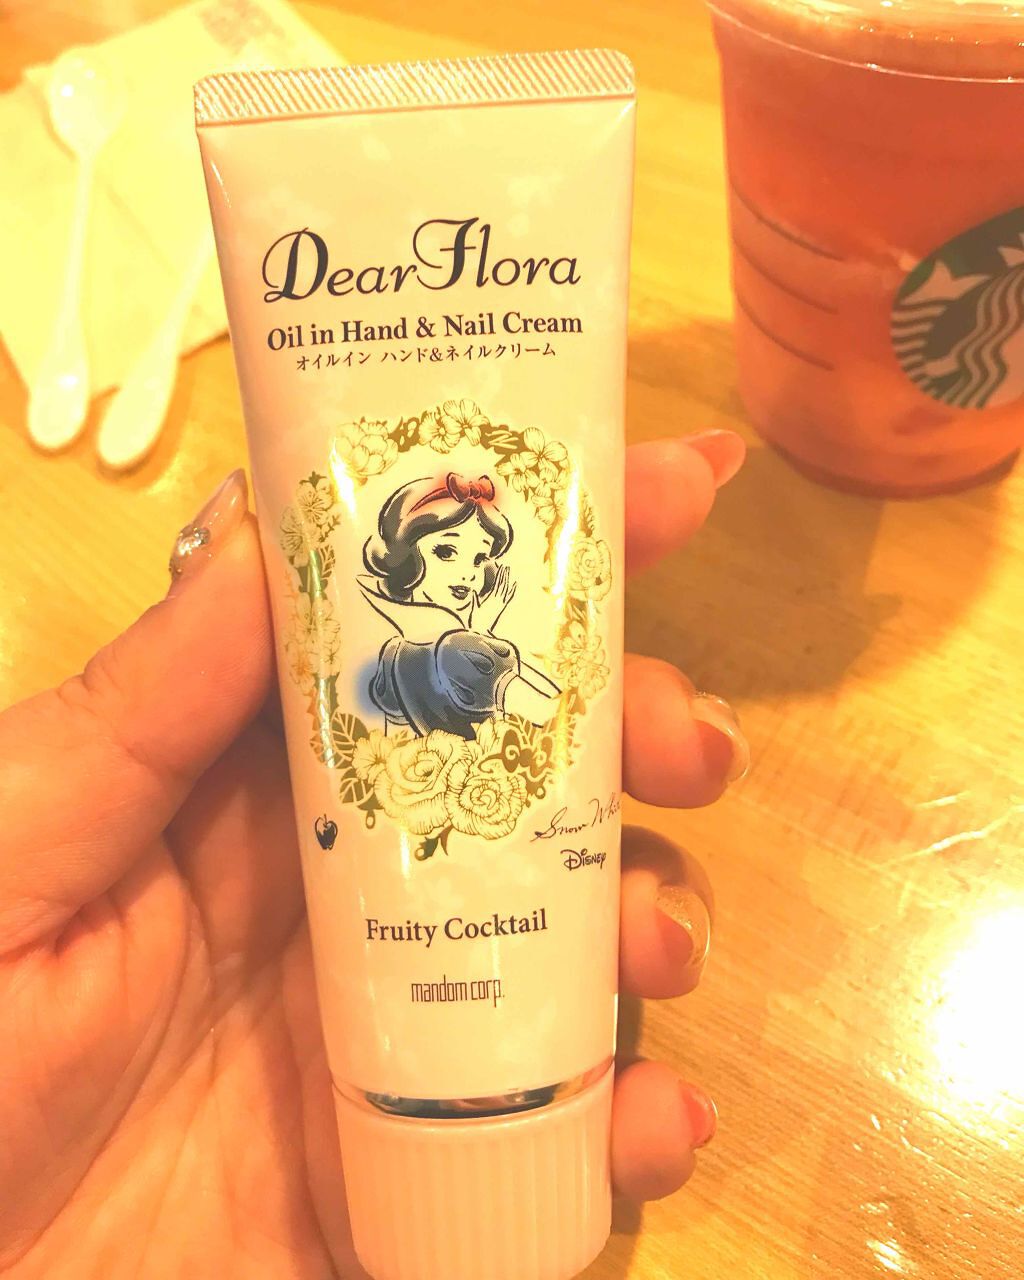 Dear Flora
Oil in Hand & Nail Cream
オイルイン ハンド&ネイルクリーム
Snow
Disney
Fruity Cocktail
mandom corp.